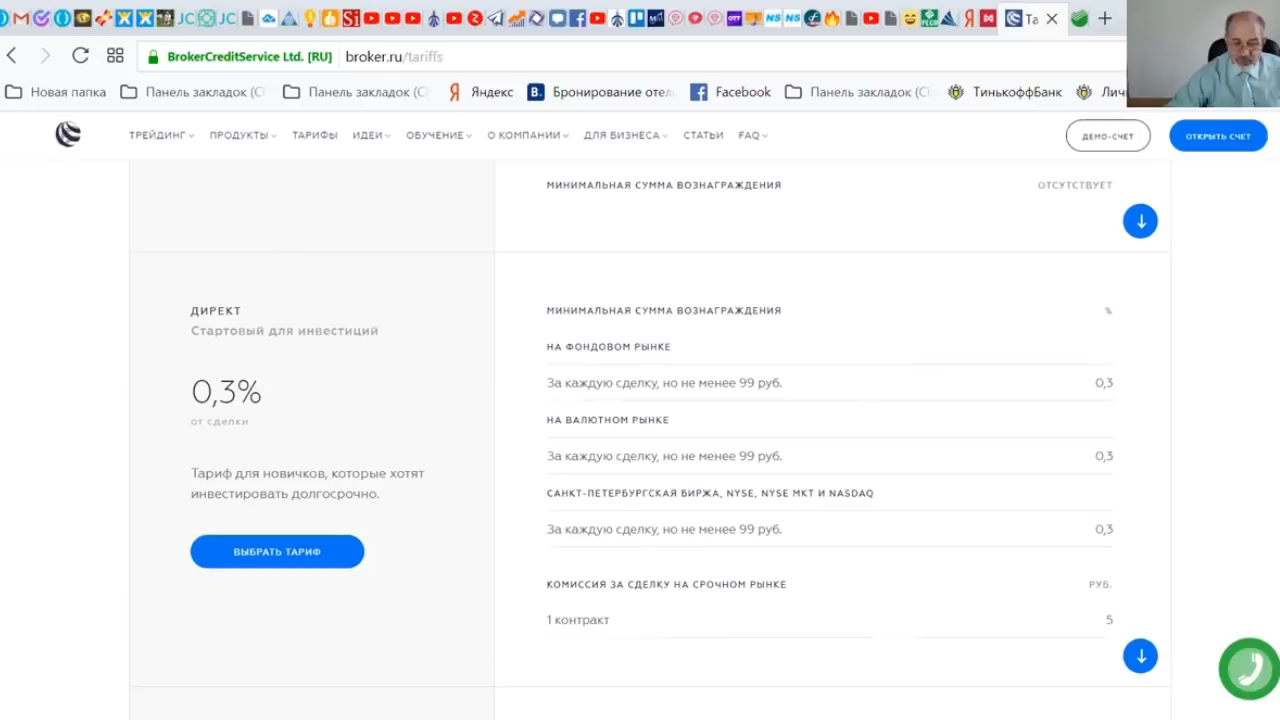 Та
BrokerCreditService Ltd. [RU] broker.ru/tariffs
Новая папка Панель закладок (С Панель закладок (С Яндекс Бронирование отел Facebook Панель закладок (С ТинькоффБанк Личн
ТРЕЙДИНГ ПРОДУКТЫ ТАРИФЫ ИДЕИ ОБУЧЕНИЕ О КОМПАНИИ ДЛЯ БИЗНЕСА СТАТЬИ FAQ ДЕМО-СЧЕТ ОТКРЫТЬ СЧЕТ
МИНИМАЛЬНАЯ СУММА ВОЗНАГРАЖДЕНИЯ ОТСУТСТВУЕТ
ДИРЕКТ
Стартовый для инвестиций
0,3%
от сделки
Тариф для новичков, которые хотят
инвестировать долгосрочно.
ВЫБРАТЬ ТАРИФ
МИНИМАЛЬНАЯ СУММА ВОЗНАГРАЖДЕНИЯ %
НА ФОНДОВОМ РЫНКЕ
За каждую сделку, но не менее 99 руб. 0,3
НА ВАЛЮТНОМ РЫНКЕ
За каждую сделку, но не менее 99 руб. 0,3
САНКТ-ПЕТЕРБУРГСКАЯ БИРЖА, NYSE, NYSE MKT И NASDAQ
За каждую сделку, но не менее 99 руб. 0,3
КОМИССИЯ ЗА СДЕЛКУ НА СРОЧНОМ РЫНКЕ РУБ.
1 контракт 5